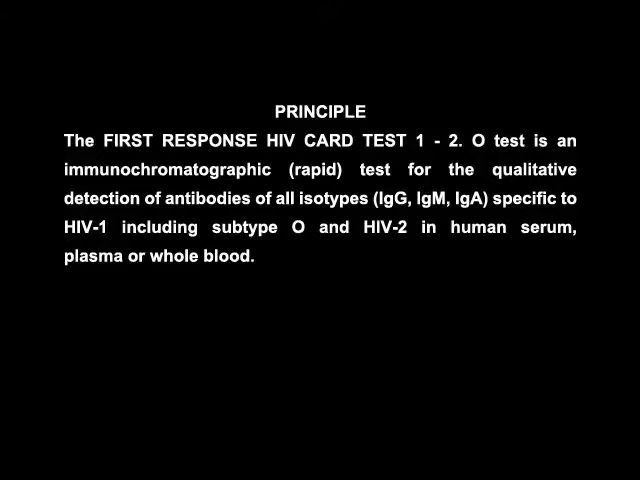 PRINCIPLE
The FIRST RESPONSE HIV CARD TEST 1 - 2. O test is an
immunochromatographic (rapid) test for the qualitative
detection of antibodies of all isotypes (IgG, IgM, IgA) specific to
HIV-1 including subtype O and HIV-2 in human serum,
plasma or whole blood.